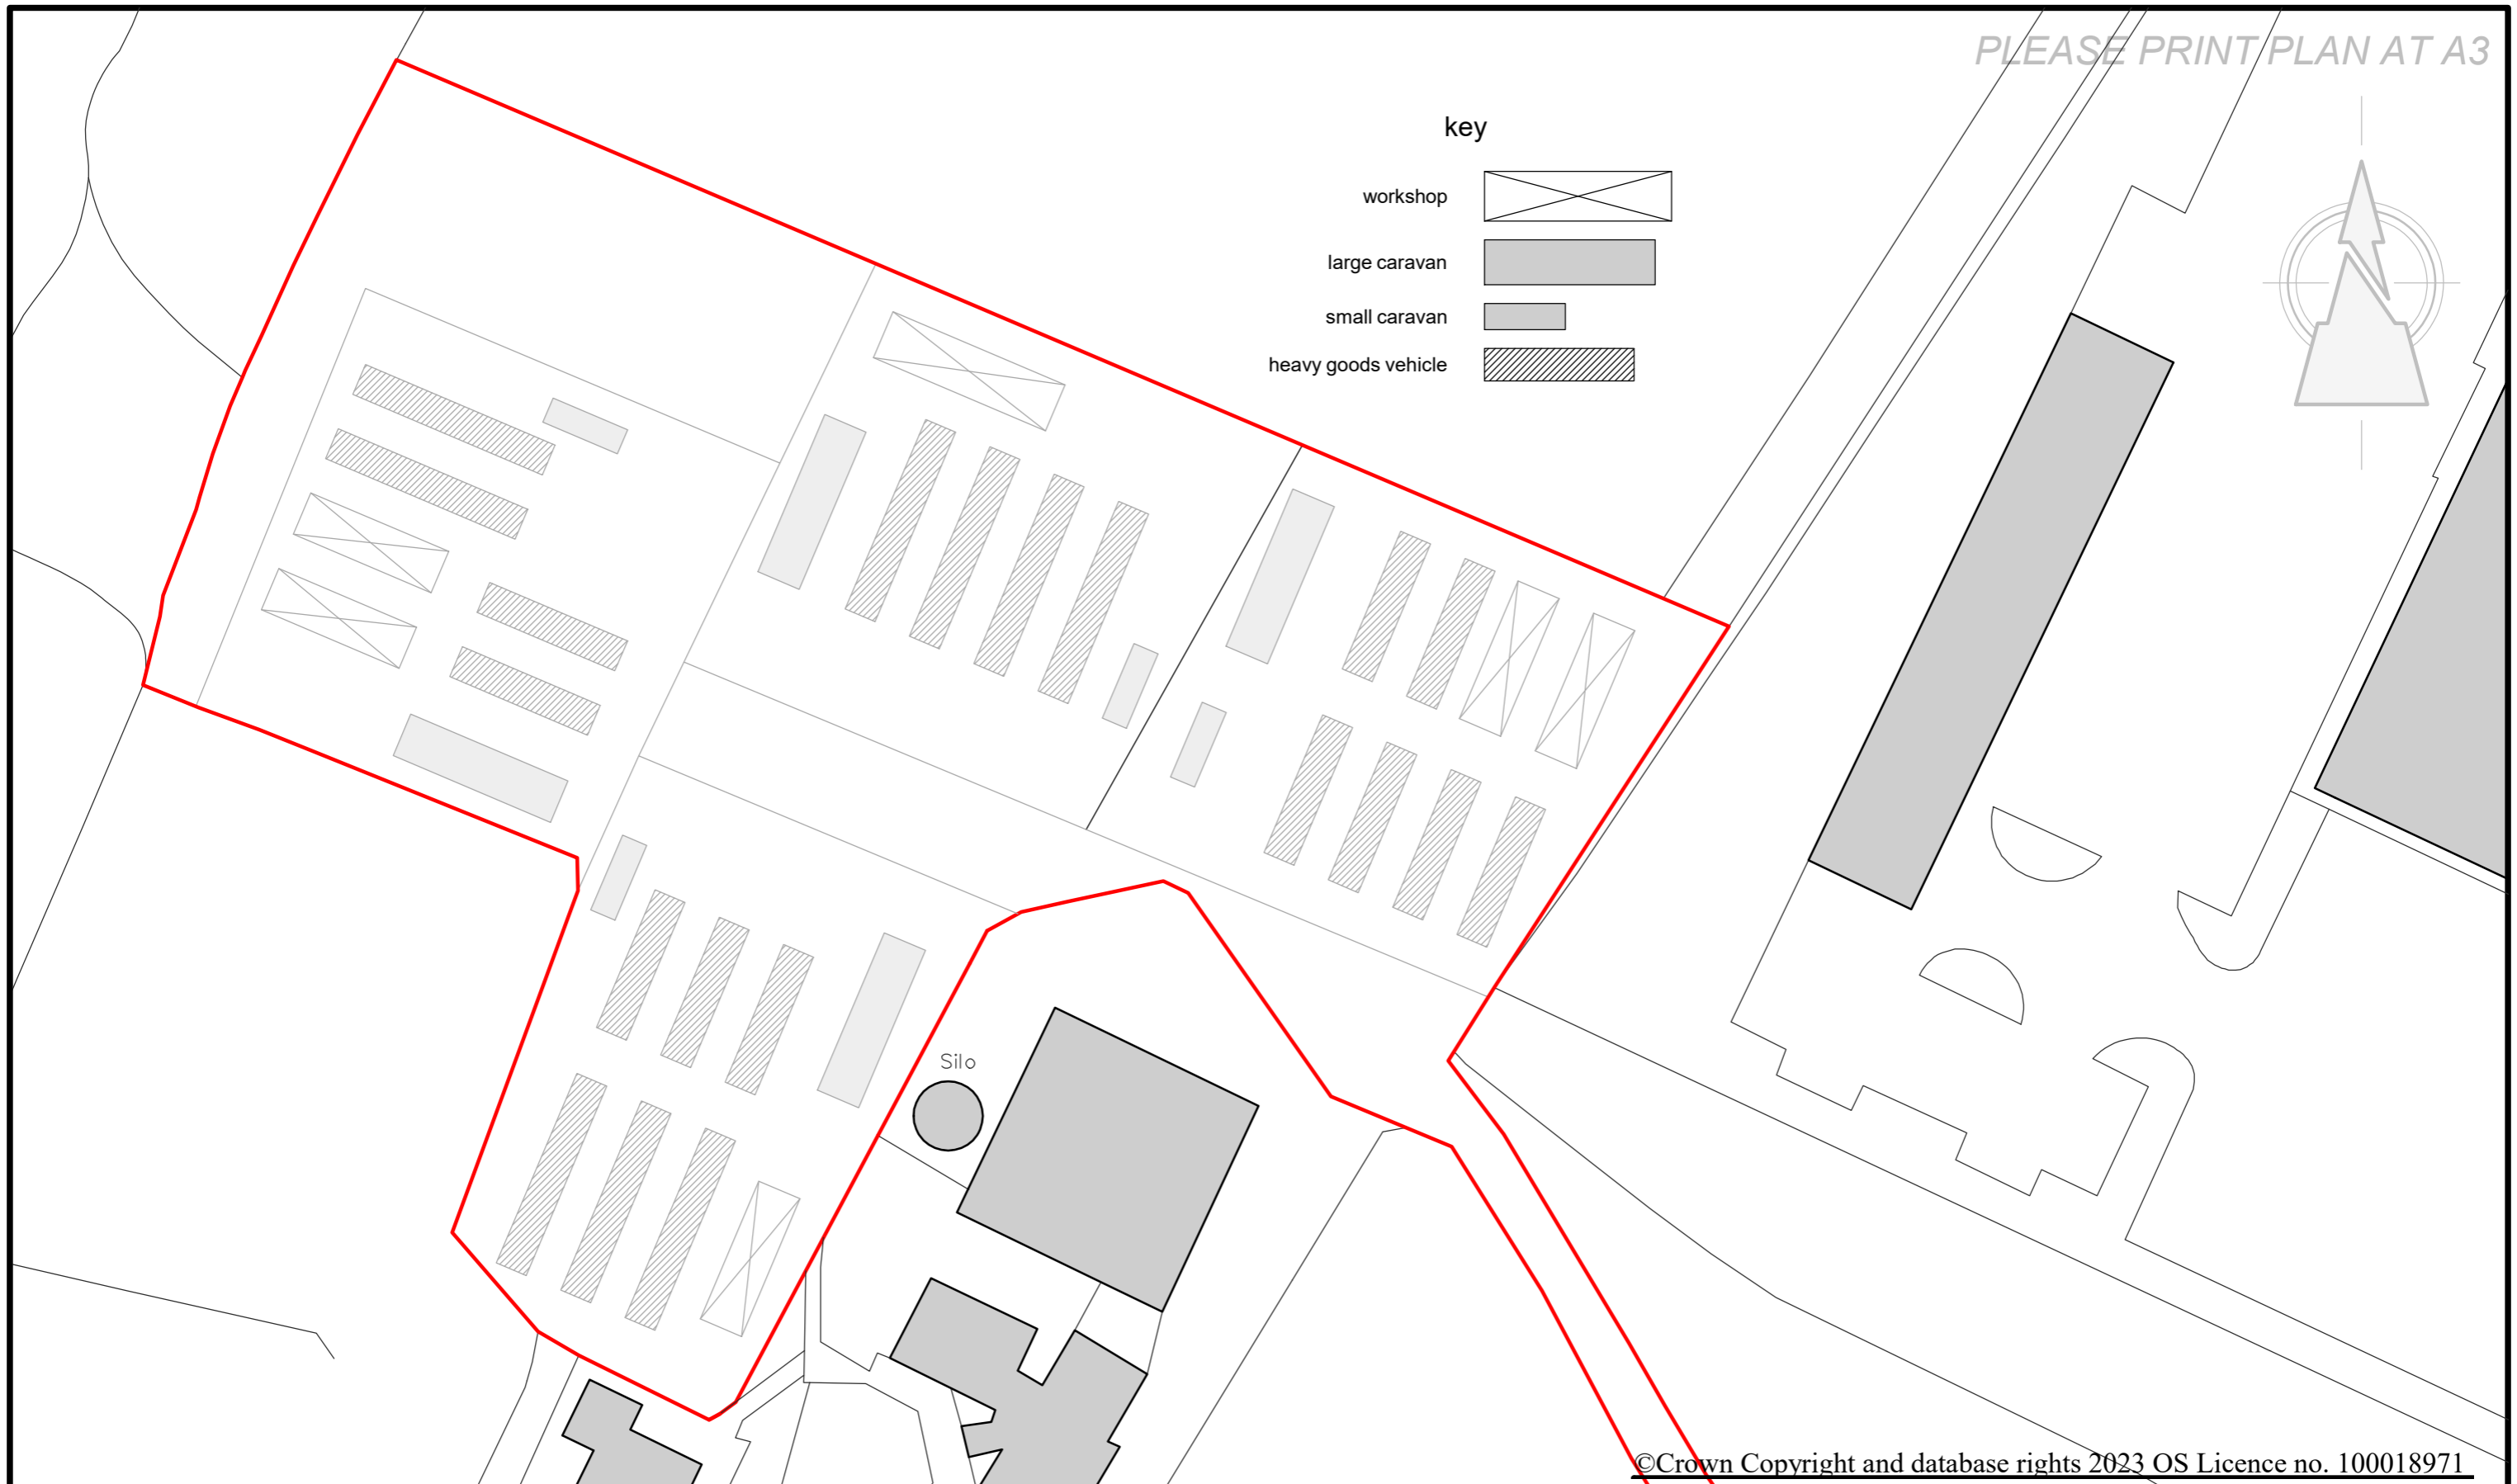 PLEASE PRINT PLAN AT A3
key
workshop
large caravan
small caravan
heavy goods vehicle
Silo
©Crown Copyright and database rights 2023 OS Licence no. 100018971